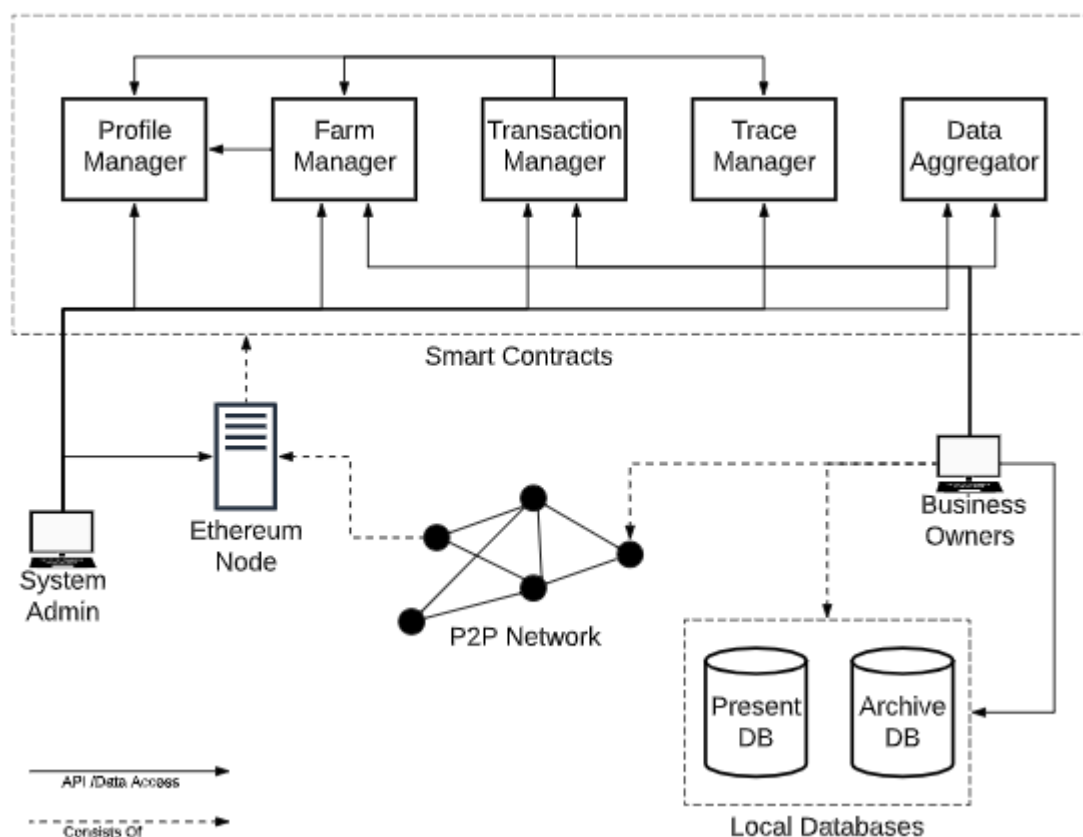 Profile
Manager
Farm
Manager
Transaction
Manager
Trace
Manager
Data
Aggregator
Smart Contracts
Ethereum
Node
System
Admin
P2P Network
Business
Owners
Present
DB
Archive
DB
Local Databases
API /Data Access
Consists Of